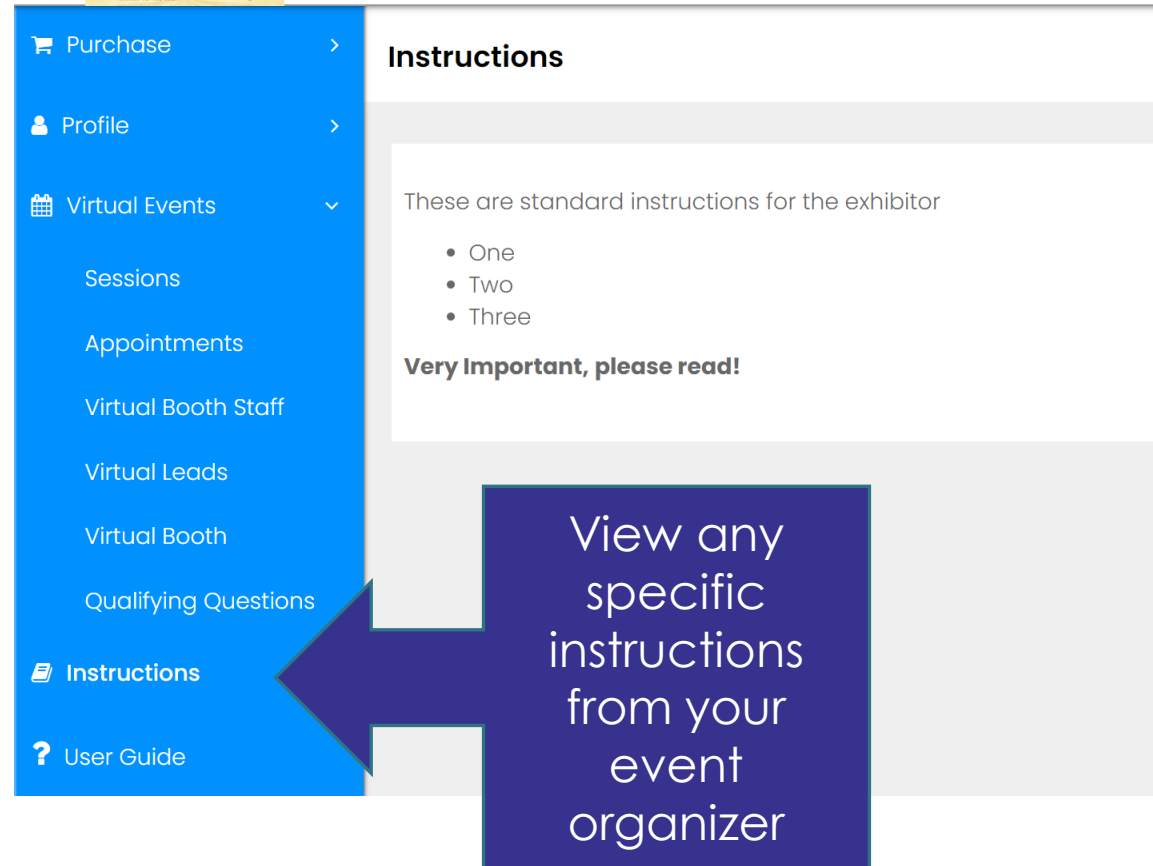 Purchase
Profile
Virtual Events
Sessions
Appointments
Virtual Booth Staff
Virtual Leads
Virtual Booth
Qualifying Questions
Instructions
? User Guide
Instructions
These are standard instructions for the exhibitor
• One
• Two
• Three
Very Important, please read!
View any
specific
instructions
from your
event
organizer